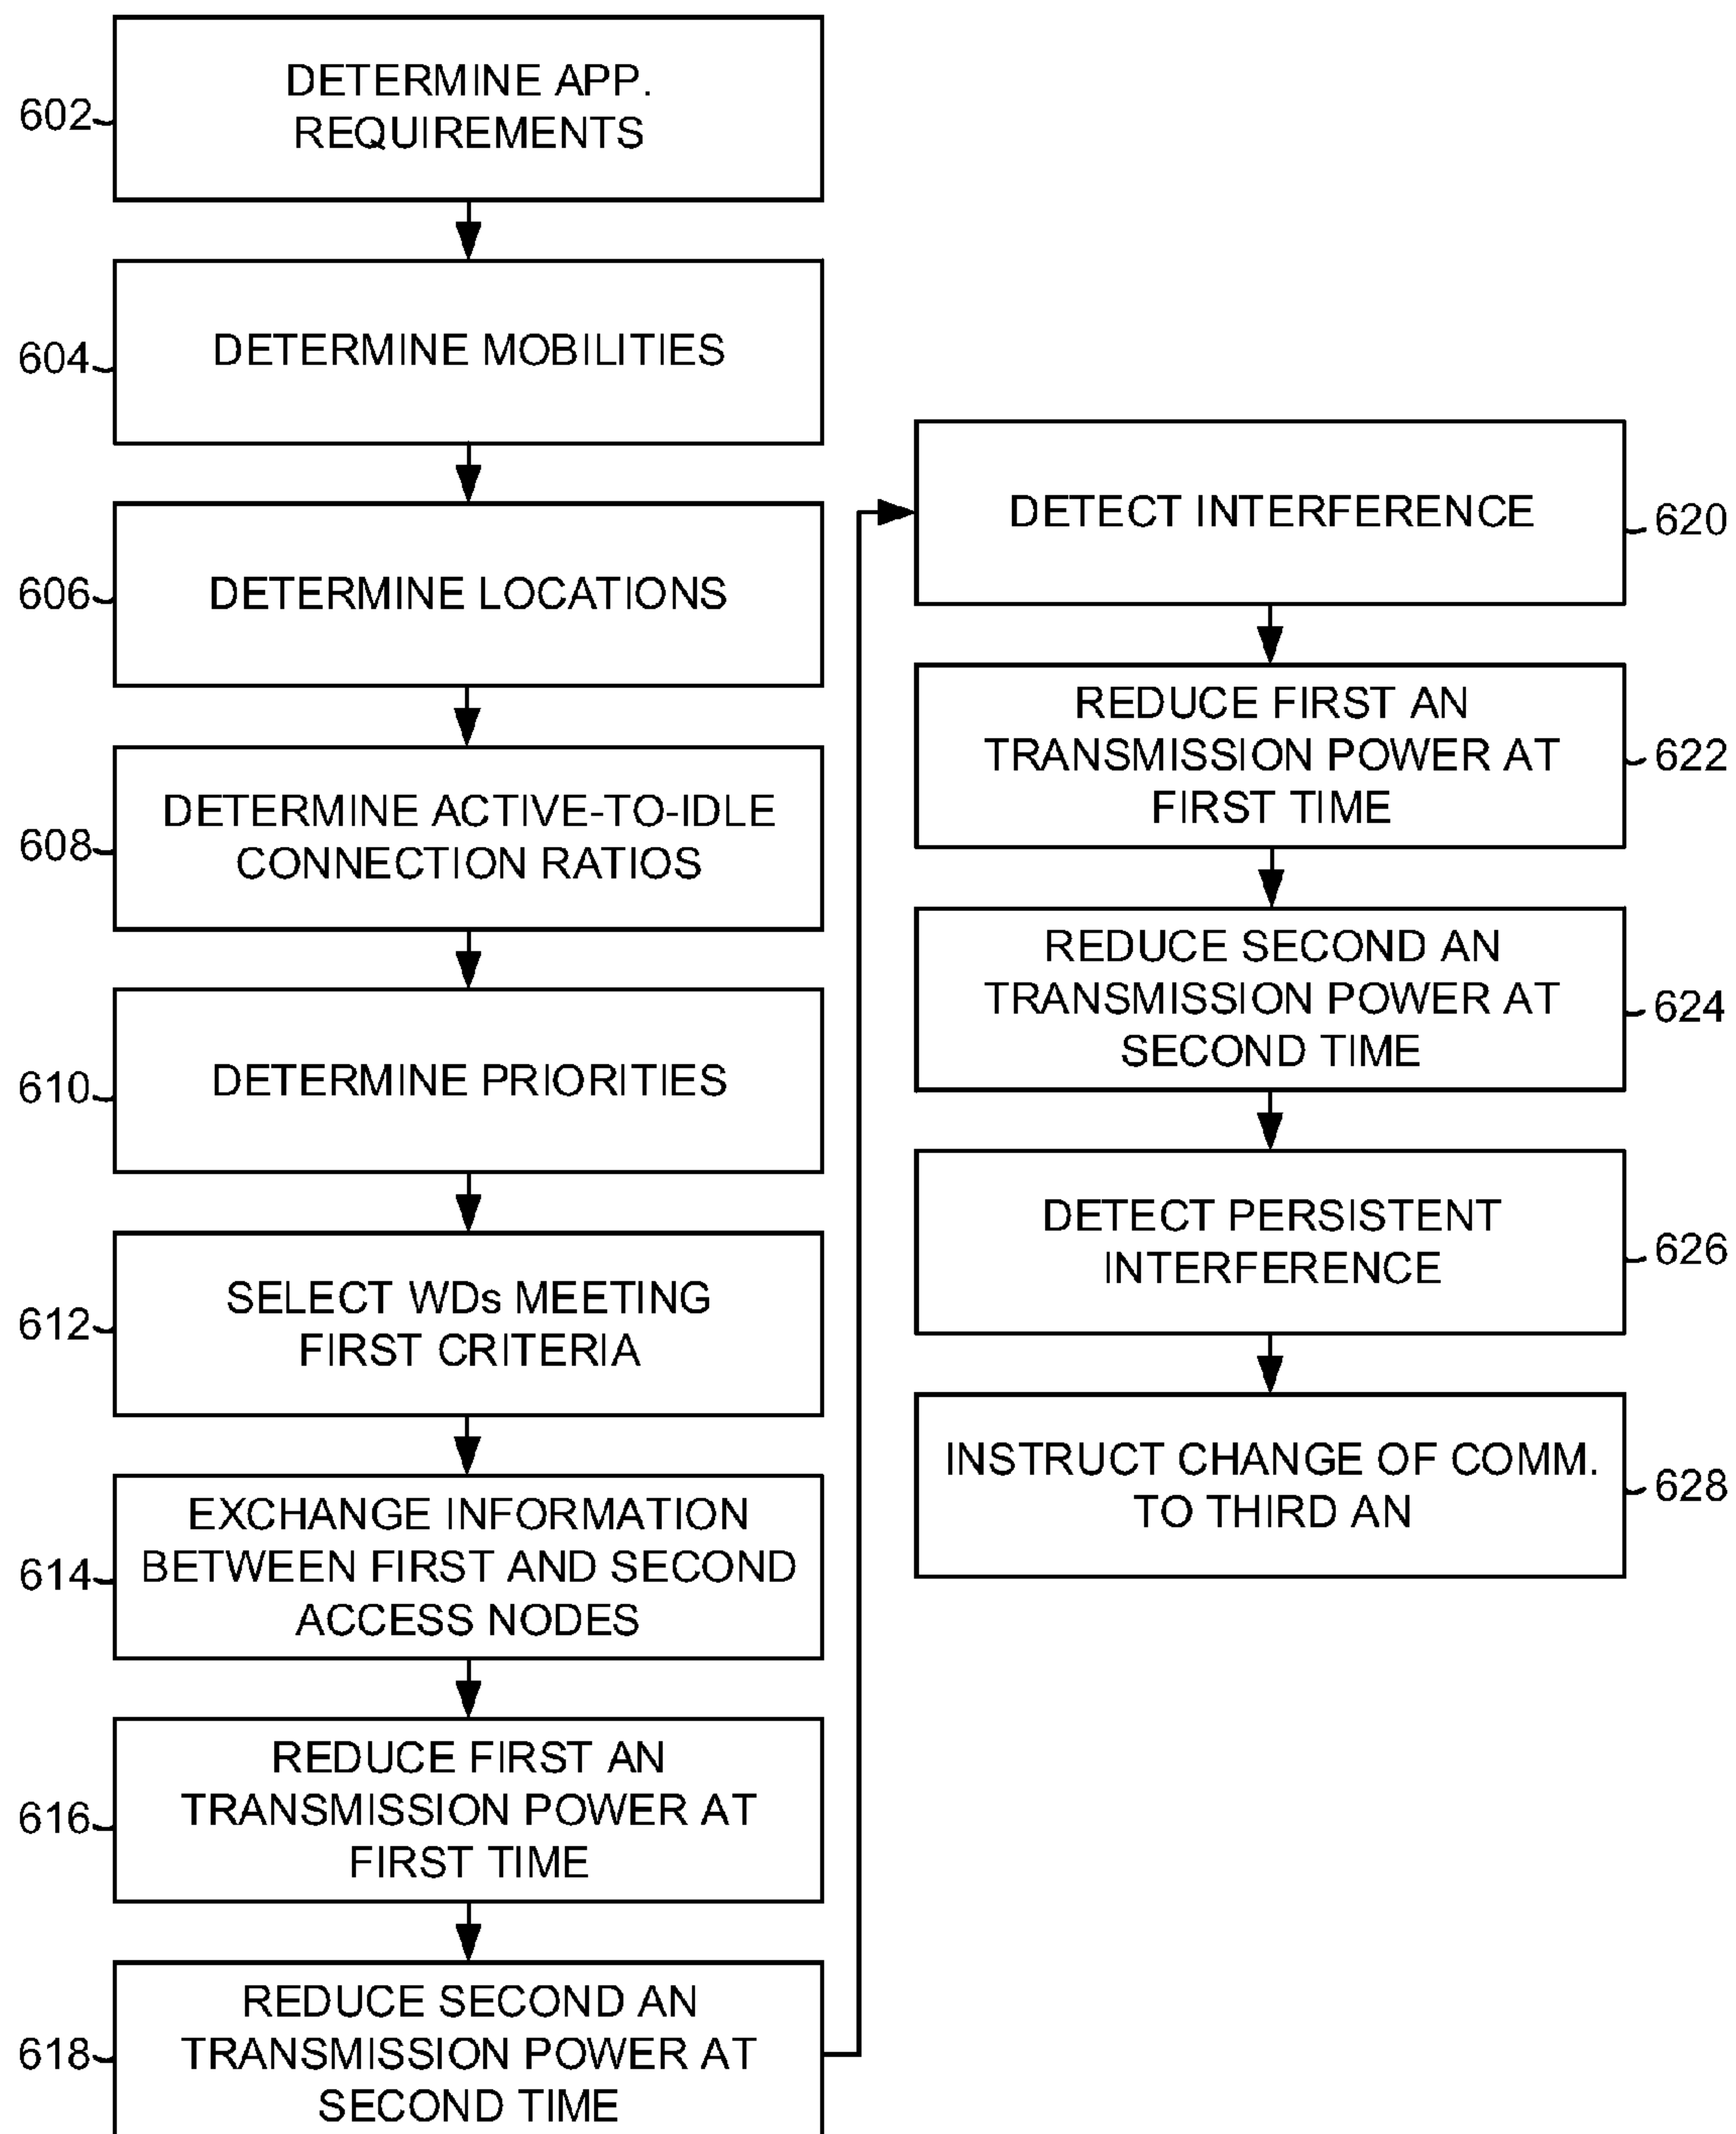 602
DETERMINE APP.
REQUIREMENTS
604
DETERMINE MOBILITIES
606
DETERMINE LOCATIONS
608
DETERMINE ACTIVE-TO-IDLE
CONNECTION RATIOS
610
DETERMINE PRIORITIES
612
SELECT WDs MEETING
FIRST CRITERIA
614
EXCHANGE INFORMATION
BETWEEN FIRST AND SECOND
ACCESS NODES
616
REDUCE FIRST AN
TRANSMISSION POWER AT
FIRST TIME
618
REDUCE SECOND AN
TRANSMISSION POWER AT
SECOND TIME
DETECT INTERFERENCE
620
REDUCE FIRST AN
TRANSMISSION POWER AT
FIRST TIME
622
REDUCE SECOND AN
TRANSMISSION POWER AT
SECOND TIME
624
DETECT PERSISTENT
INTERFERENCE
626
INSTRUCT CHANGE OF COMM.
TO THIRD AN
628